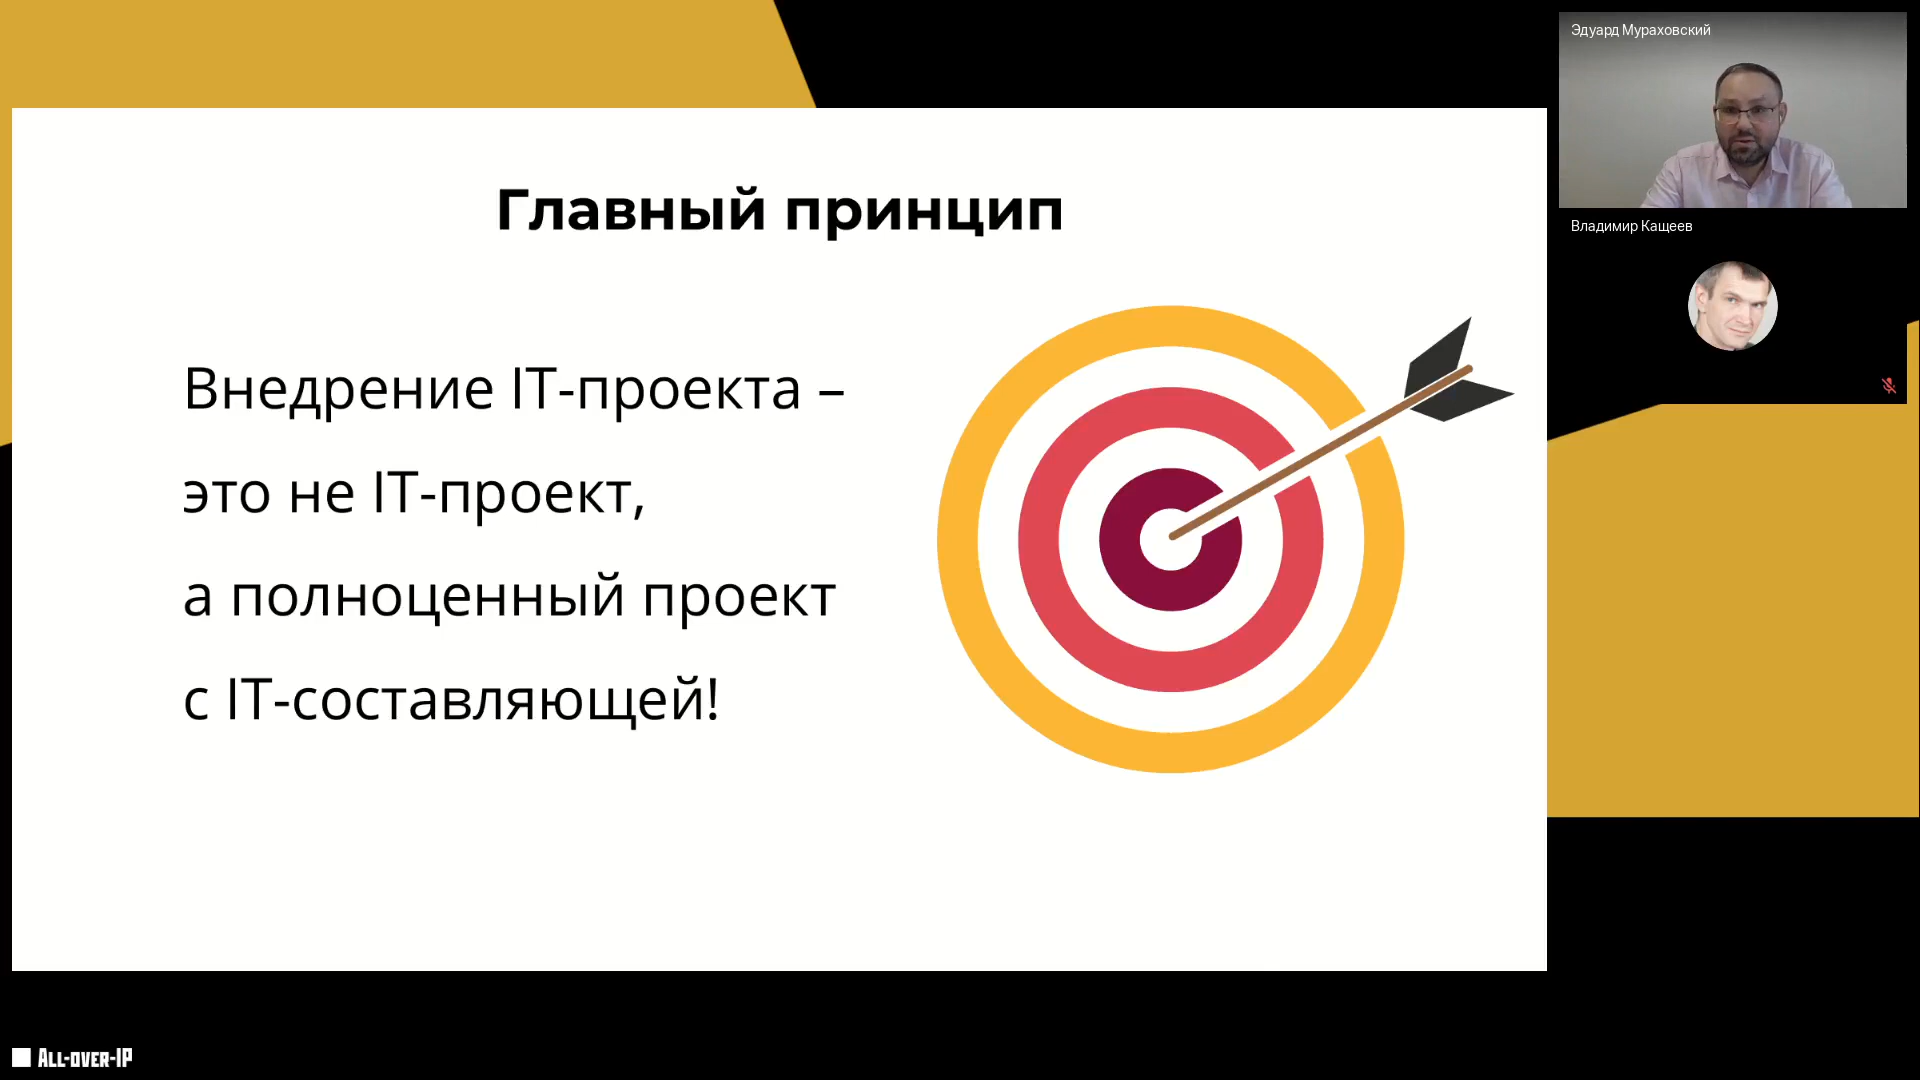 Главный принцип
Внедрение IT-проекта –
это не IT-проект,
а полноценный проект
с IT-составляющей!
Эдуард Мураховский
Владимир Кащеев
ALL-OVER-IP